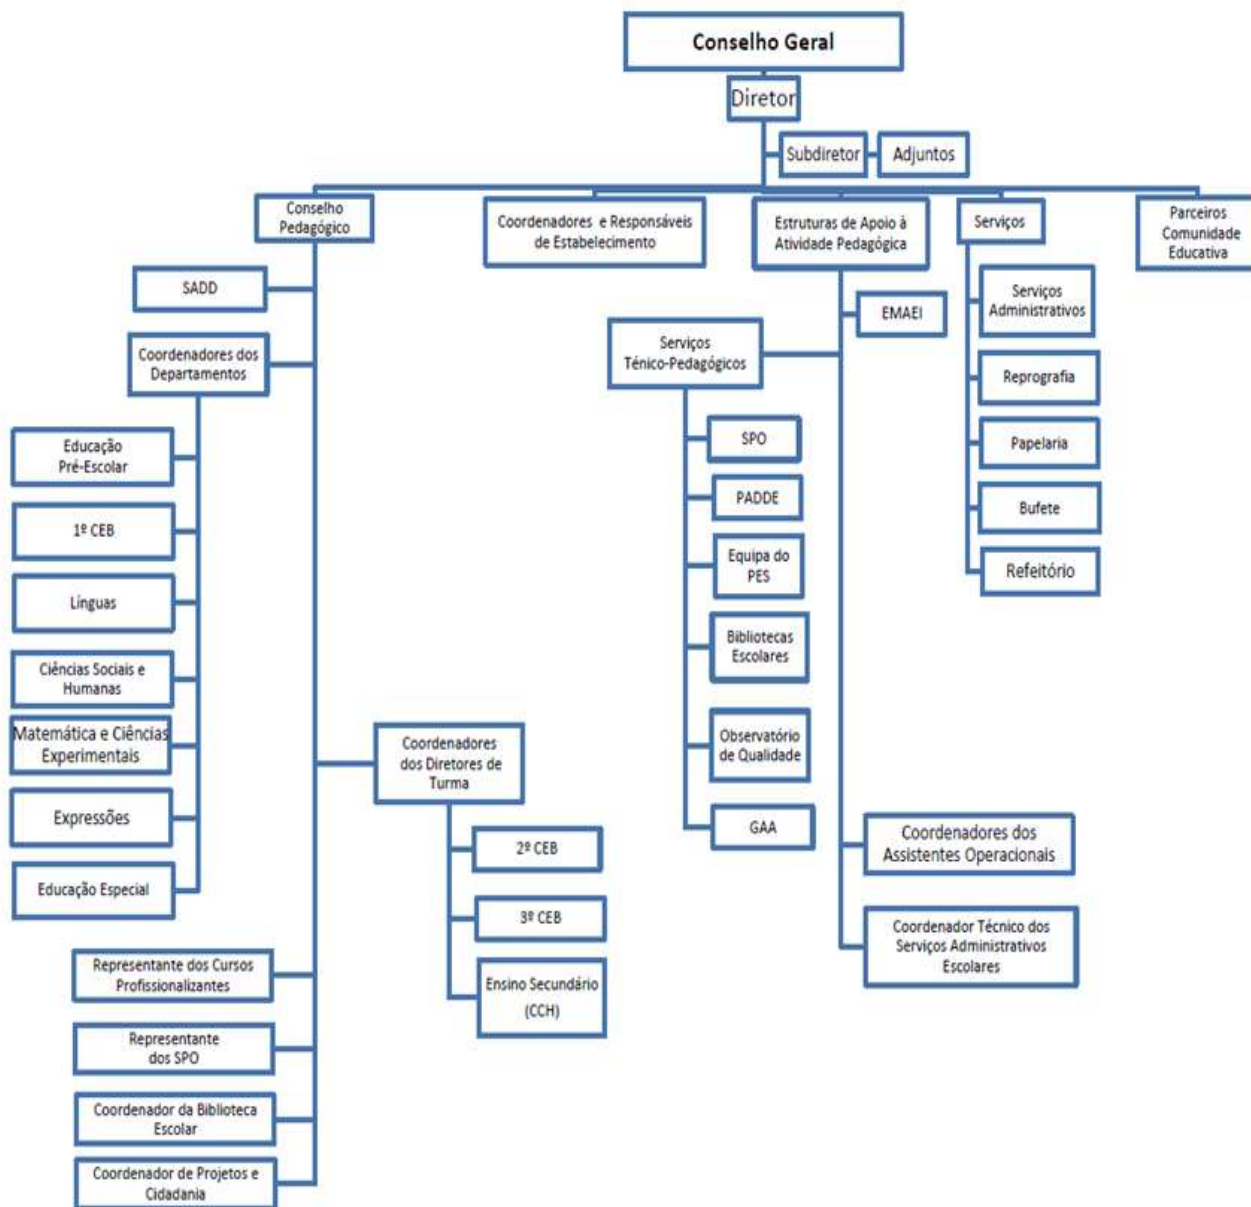 Conselho Geral
Diretor
Subdiretor
Adjuntos
Conselho
Pedagógico
Coordenadores e Responsáveis
de Estabelecimento
Estruturas de Apoio à
Atividade Pedagógica
Serviços
Parceiros
Comunidade
Educativa
SADD
Coordenadores dos
Departamentos
Educação
Pré-Escolar
1º CEB
Línguas
Ciências Sociais e
Humanas
Matemática e Ciências
Experimentais
Expressões
Educação Especial
Coordenadores
dos Diretores de
Turma
2º CEB
3º CEB
Ensino Secundário
(CCH)
Representante dos Cursos
Profissionalizantes
Representante
dos SPO
Coordenador da Biblioteca
Escolar
Coordenador de Projetos e
Cidadania
EMAEI
Serviços
Ténico-Pedagógicos
SPO
PADDE
Equipa do
PES
Bibliotecas
Escolares
Observatório
de Qualidade
GAA
Coordenadores dos
Assistentes Operacionais
Coordenador Técnico dos
Serviços Administrativos
Escolares
Serviços
Administrativos
Reprografia
Papelaria
Bufete
Refeitório